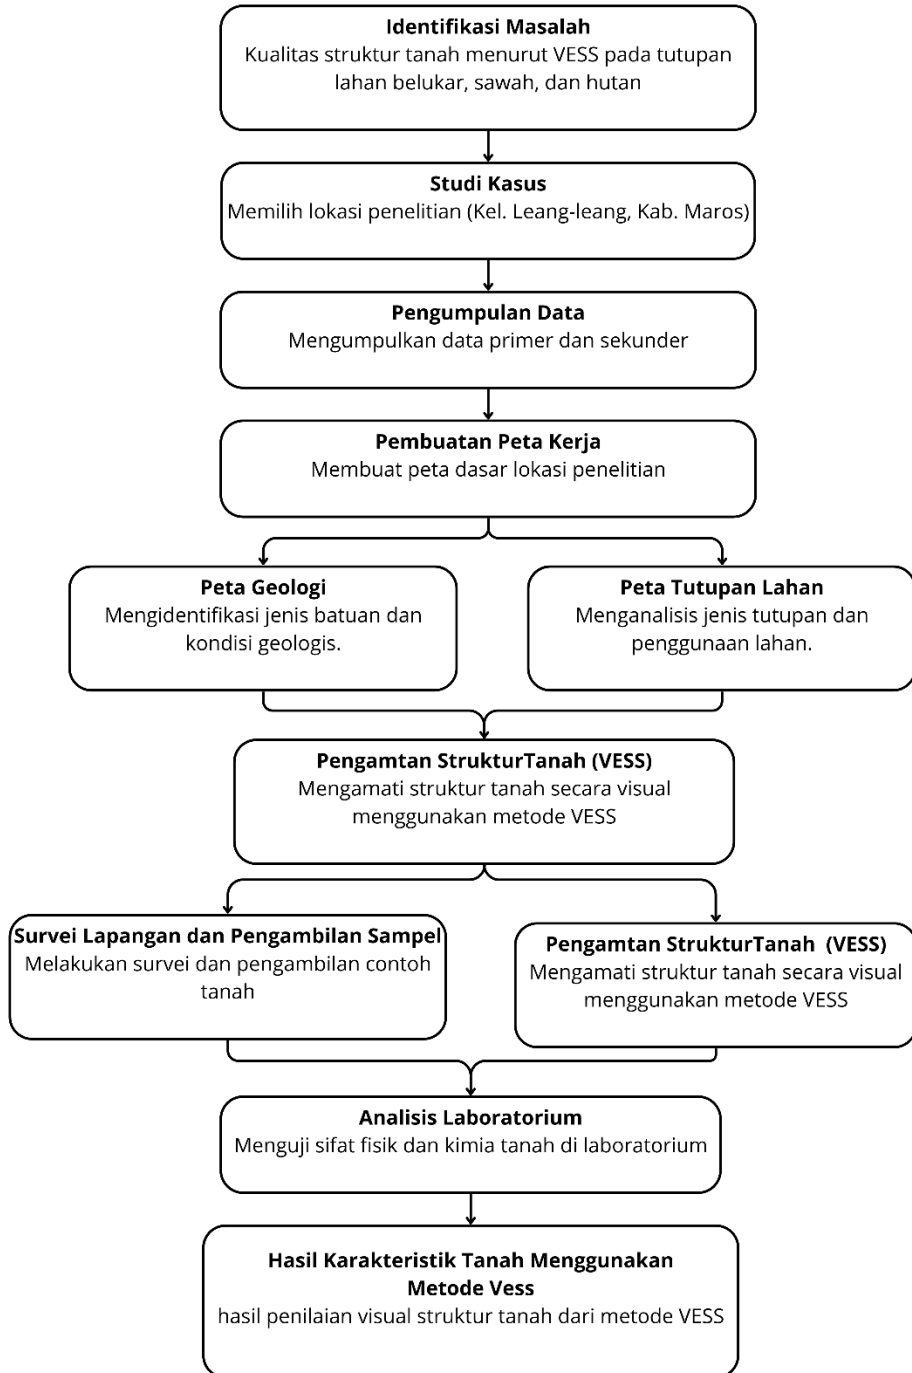 Identifikasi Masalah
Kualitas struktur tanah menurut VESS pada tutupan
lahan belukar, sawah, dan hutan
Studi Kasus
Memilih lokasi penelitian (Kel. Leang-leang, Kab. Maros)
Pengumpulan Data
Mengumpulkan data primer dan sekunder
Pembuatan Peta Kerja
Membuat peta dasar lokasi penelitian
Peta Geologi
Mengidentifikasi jenis batuan dan
kondisi geologis.
Peta Tutupan Lahan
Menganalisis jenis tutupan dan
penggunaan lahan.
Pengamtan StrukturTanah (VESS)
Mengamati struktur tanah secara visual
menggunakan metode VESS
Survei Lapangan dan Pengambilan Sampel
Melakukan survei dan pengambilan contoh
tanah
Pengamtan StrukturTanah (VESS)
Mengamati struktur tanah secara visual
menggunakan metode VESS
Analisis Laboratorium
Menguji sifat fisik dan kimia tanah di laboratorium
Hasil Karakteristik Tanah Menggunakan
Metode Vess
hasil penilaian visual struktur tanah dari metode VESS